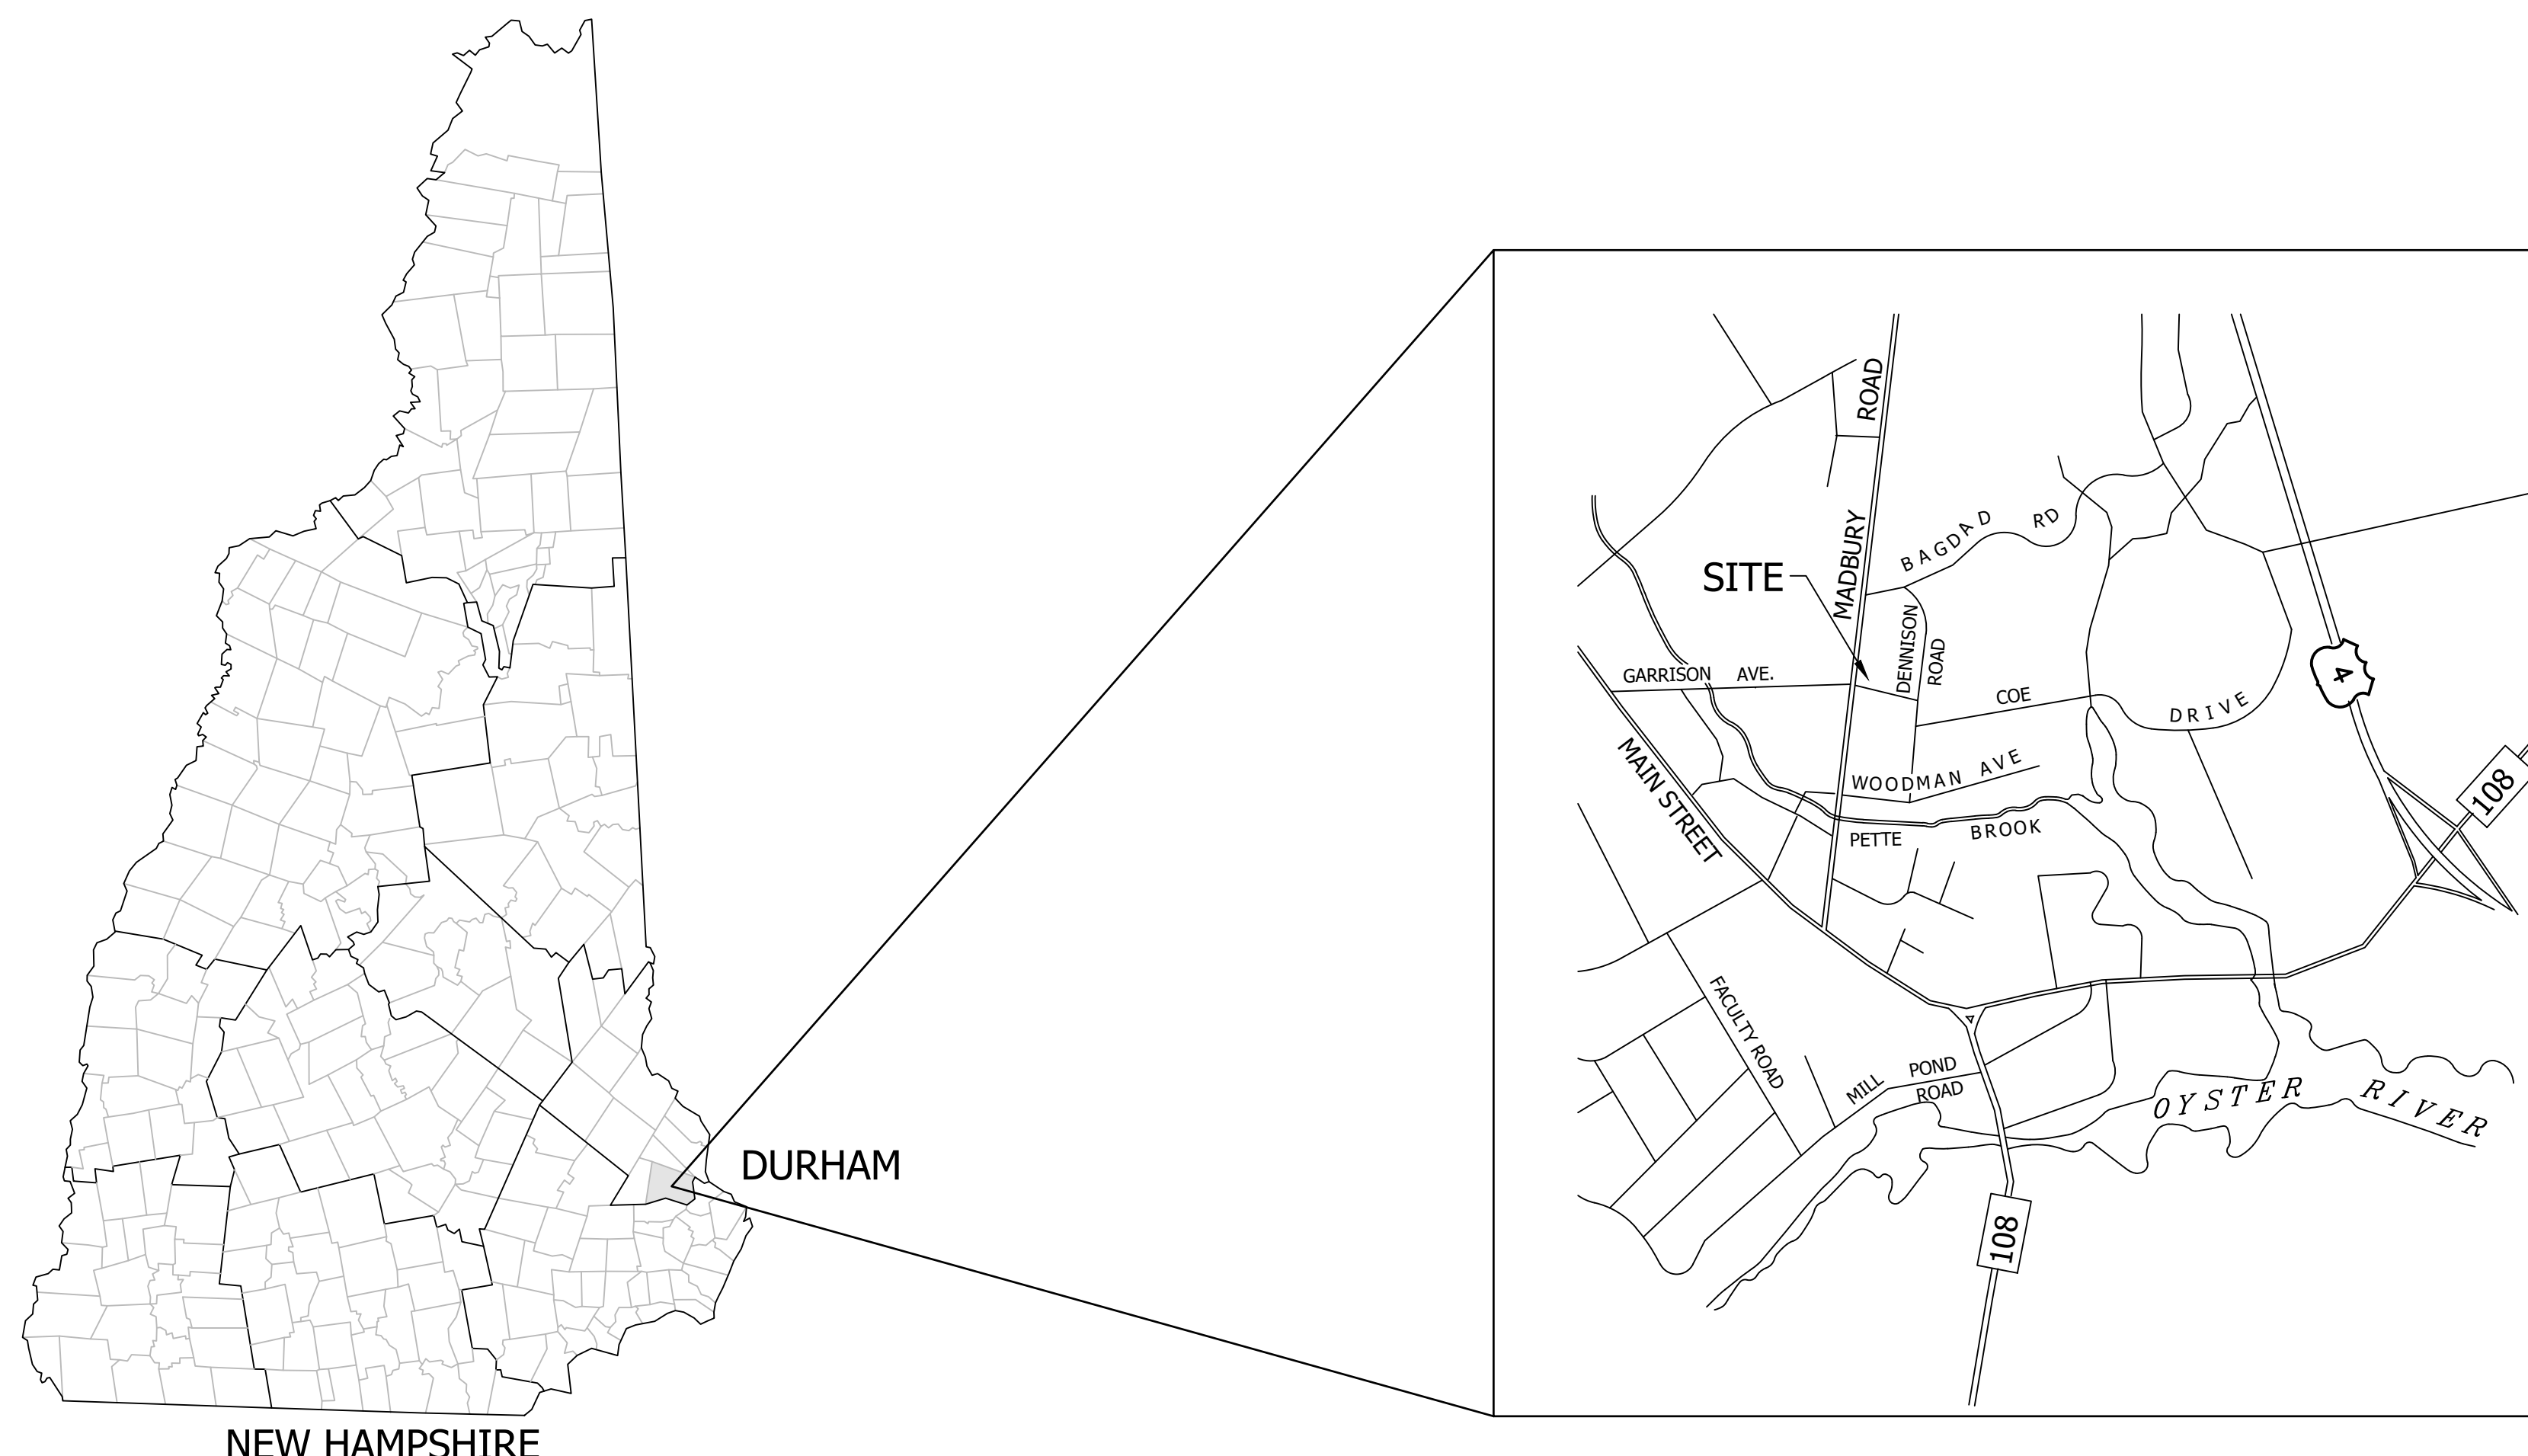 NEW HAMPSHIRE
DURHAM
ROAD
MADBURY
SITE
BAGDAD RD
DENNISON
ROAD
GARRISON AVE.
COE
DRIVE
4
108
MAIN STREET
WOODMAN AVE
PETTE
BROOK
FACULTY ROAD
MILL POND
ROAD
OYSTER RIVER
108